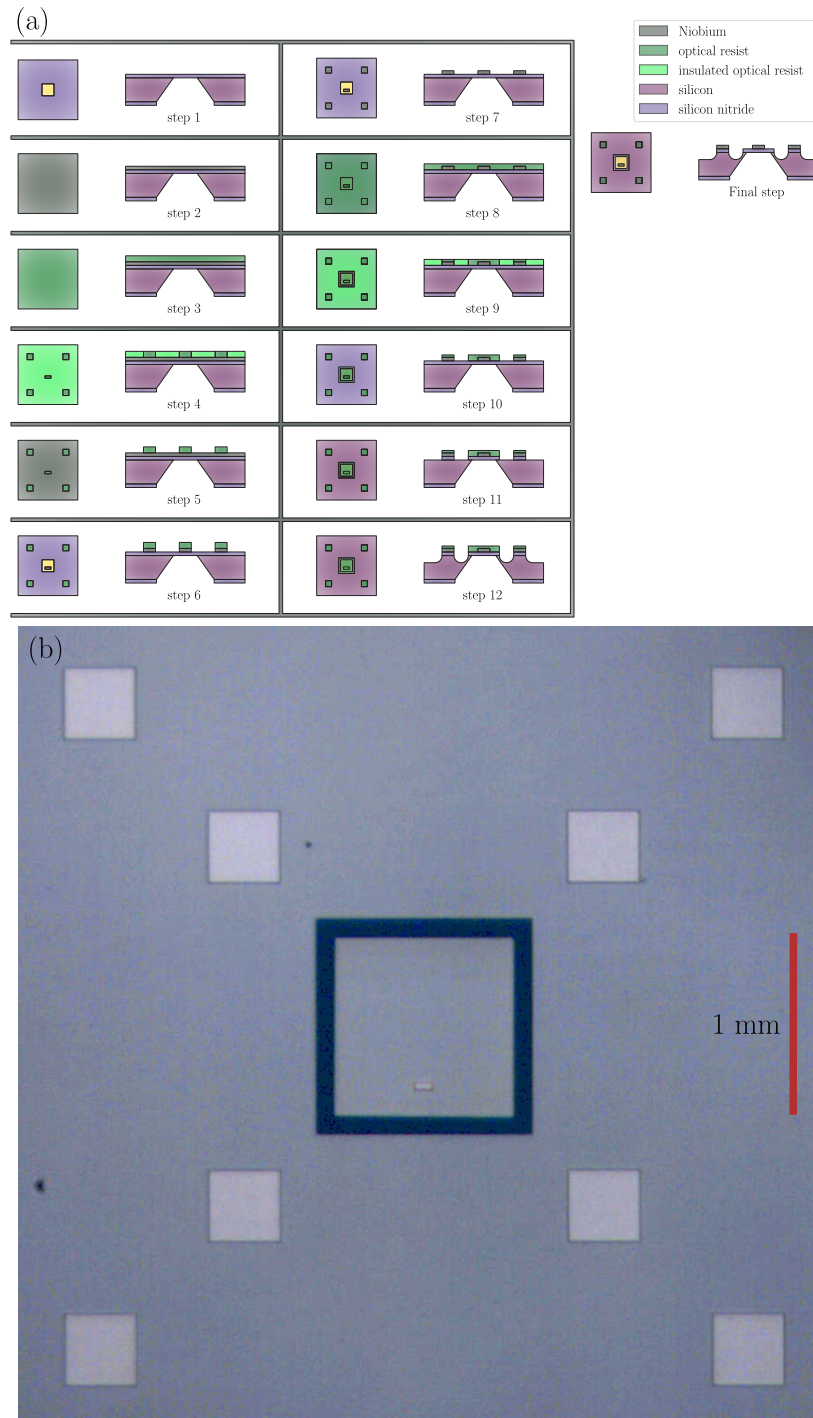 (a)
step 1
step 2
step 3
step 4
step 5
step 6
step 7
step 8
step 9
step 10
step 11
step 12
Niobium
optical resist
insulated optical resist
silicon
silicon nitride
Final step
(b)
1 mm